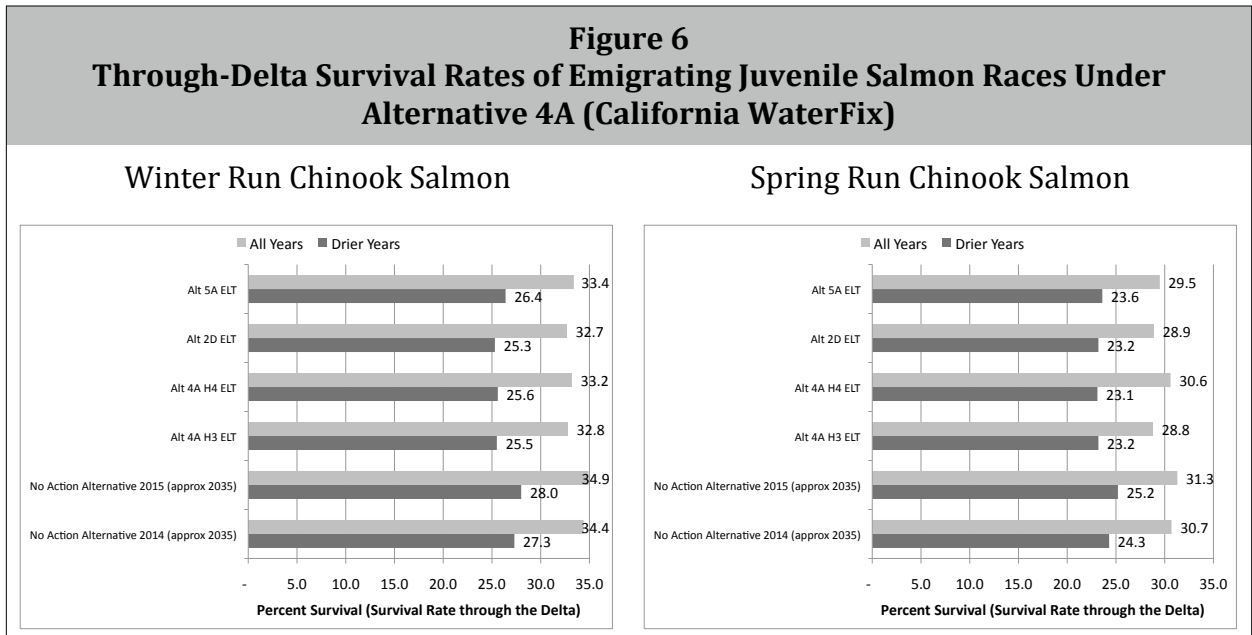 Figure 6
Through-Delta Survival Rates of Emigrating Juvenile Salmon Races Under
Alternative 4A (California WaterFix)
Winter Run Chinook Salmon
All Years Drier Years
Alt 5A ELT 33.4
26.4
Alt 2D ELT 32.7
25.3
Alt 4A H4 ELT 33.2
25.6
Alt 4A H3 ELT 32.8
25.5
No Action Alternative 2015 (approx 2035) 34.9
28.0
No Action Alternative 2014 (approx 2035) 34.4
27.3
- 5.0 10.0 15.0 20.0 25.0 30.0 35.0
Percent Survival (Survival Rate through the Delta)
Spring Run Chinook Salmon
All Years Drier Years
Alt 5A ELT 29.5
23.6
Alt 2D ELT 28.9
23.2
Alt 4A H4 ELT 30.6
23.1
Alt 4A H3 ELT 28.8
23.2
No Action Alternative 2015 (approx 2035) 31.3
25.2
No Action Alternative 2014 (approx 2035) 30.7
24.3
- 5.0 10.0 15.0 20.0 25.0 30.0 35.0
Percent Survival (Survival Rate through the Delta)